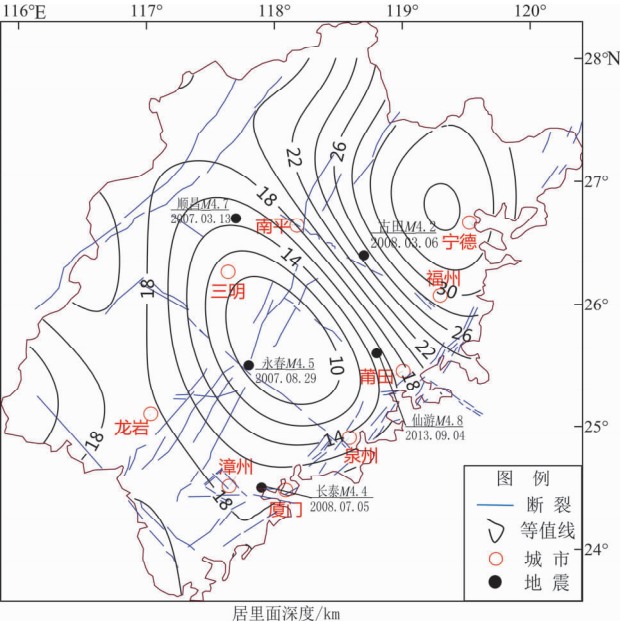 116°E
117°
118°
119°
120°
28°N
27°
26°
25°
24°
22
26
18
顺昌M4.7
2007.03.13
南平
古田M4.2
2008.03.06
宁德
14
三明
18
福州
30
26
永春M4.5
2007.08.29
10
22
莆田
18
仙游M4.8
2013.09.04
龙岩
18
14
泉州
漳州
18
长泰M4.4
2008.07.05
厦门
图 例
断 裂
等值线
城 市
地 震
居里面深度/km